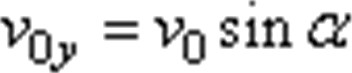 v₀y = v₀ sin α